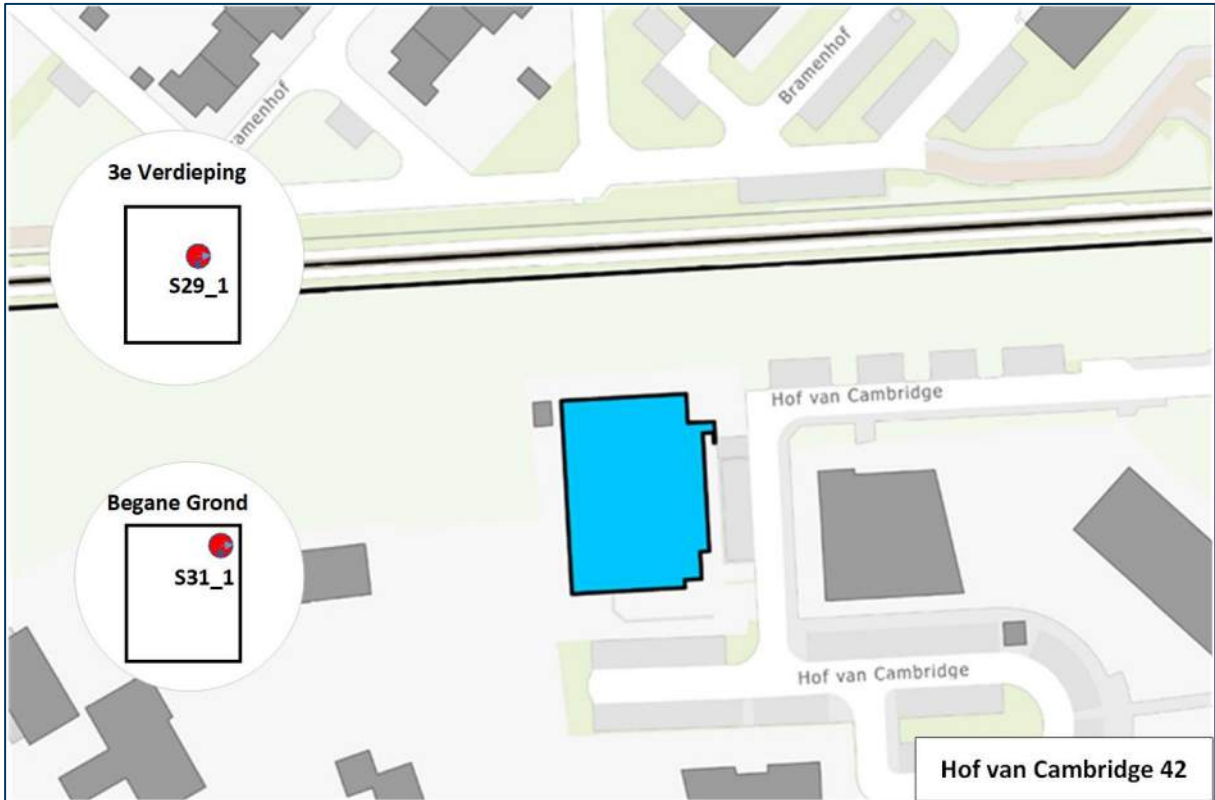 Bramenhof
amenhof
3e Verdieping
S29_1
Hof van Cambridge
Begane Grond
S31_1
Hof van Cambridge
Hof van Cambridge 42